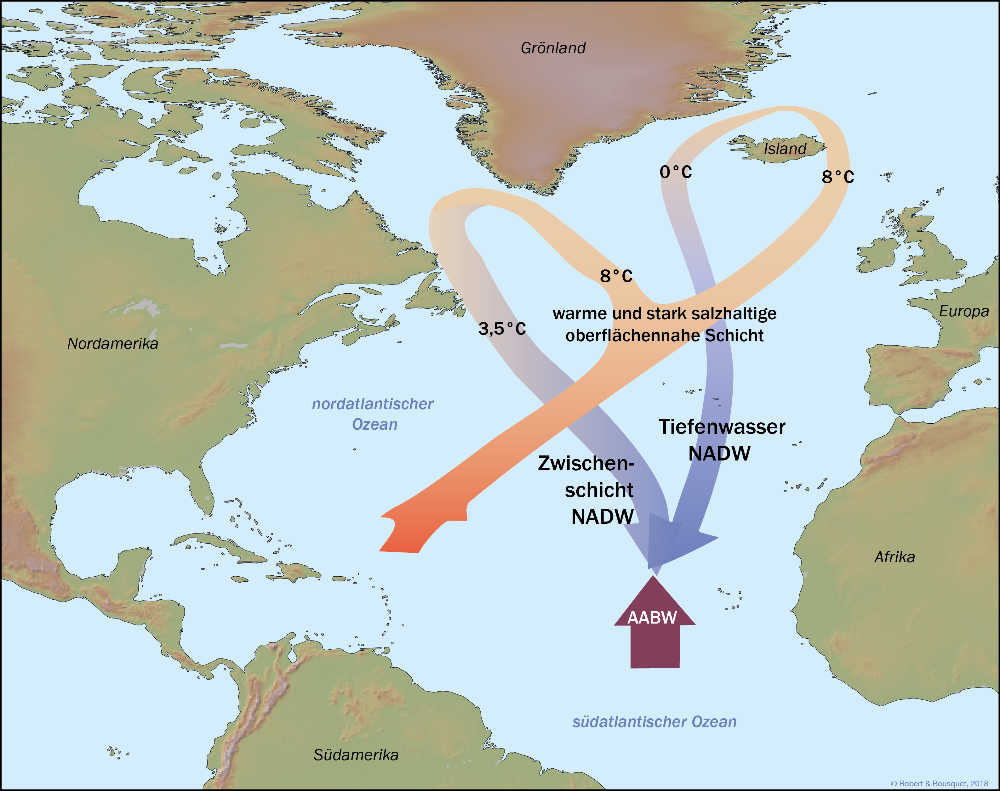 Grönland
Island
0°C
8°C
8°C
warme und stark salzhaltige
oberflächennahe Schicht
Europa
3,5°C
Nordamerika
nordatlantischer
Ozean
Tiefenwasser
NADW
Zwischen-
schicht
NADW
Afrika
AABW
südatlantischer Ozean
Südamerika
© Robert & Bousquet, 2018